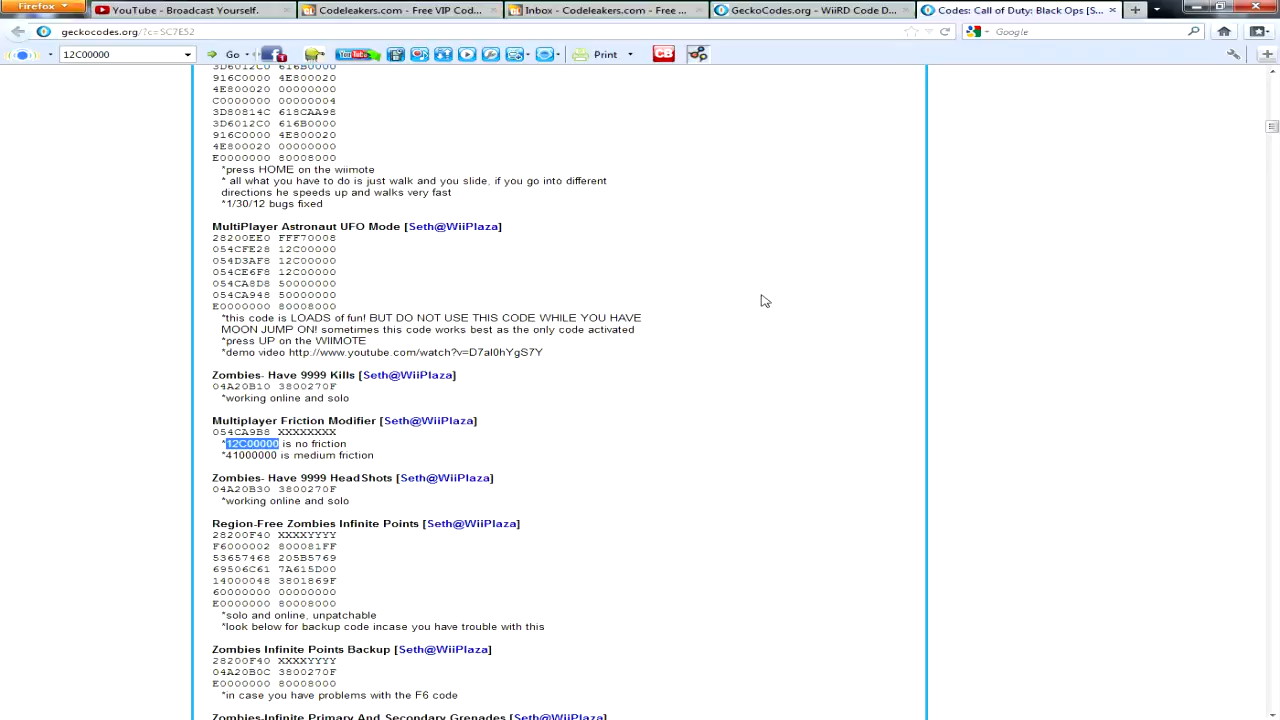 Firefox
YouTube - Broadcast Yourself.
Codeleakers.com - Free VIP Cod...
Inbox - Codeleakers.com - Free ...
GeckoCodes.org - WiiRD Code D...
Codes: Call of Duty: Black Ops [S...
geckocodes.org/?c=SC7E52
Google
12C00000
Go
Print
3D6012C0 616B0000
916C0000 4E800020
4E800020 00000000
C0000000 00000004
3D80814C 618CAA98
3D6012C0 616B0000
916C0000 4E800020
4E800020 00000000
E0000000 80008000
*press HOME on the wiimote
* all what you have to do is just walk and you slide, if you go into different
directions he speeds up and walks very fast
*1/30/12 bugs fixed
MultiPlayer Astronaut UFO Mode [Seth@WiiPlaza]
28200EE0 FFF70008
054CFE28 12C00000
054D3AF8 12C00000
054CE6F8 12C00000
054CA8D8 50000000
054CA948 50000000
E0000000 80008000
*this code is LOADS of fun! BUT DO NOT USE THIS CODE WHILE YOU HAVE
MOON JUMP ON! sometimes this code works best as the only code activated
*press UP on the WIIMOTE
*demo video http://www.youtube.com/watch?v=D7al0hYgS7Y
Zombies- Have 9999 Kills [Seth@WiiPlaza]
04A20B10 3800270F
*working online and solo
Multiplayer Friction Modifier [Seth@WiiPlaza]
054CA9B8 XXXXXXXX
*12C00000 is no friction
*41000000 is medium friction
Zombies- Have 9999 HeadShots [Seth@WiiPlaza]
04A20B30 3800270F
*working online and solo
Region-Free Zombies Infinite Points [Seth@WiiPlaza]
28200F40 XXXXYYYY
F6000002 800081FF
53657468 205B5769
69506C61 7A615D00
14000048 3801869F
60000000 00000000
E0000000 80008000
*solo and online, unpatchable
*look below for backup code incase you have trouble with this
Zombies Infinite Points Backup [Seth@WiiPlaza]
28200F40 XXXXYYYY
04A20B0C 3800270F
E0000000 80008000
*in case you have problems with the F6 code
Zombies-Infinite Primary And Secondary Grenades [Seth@WiiPlaza]